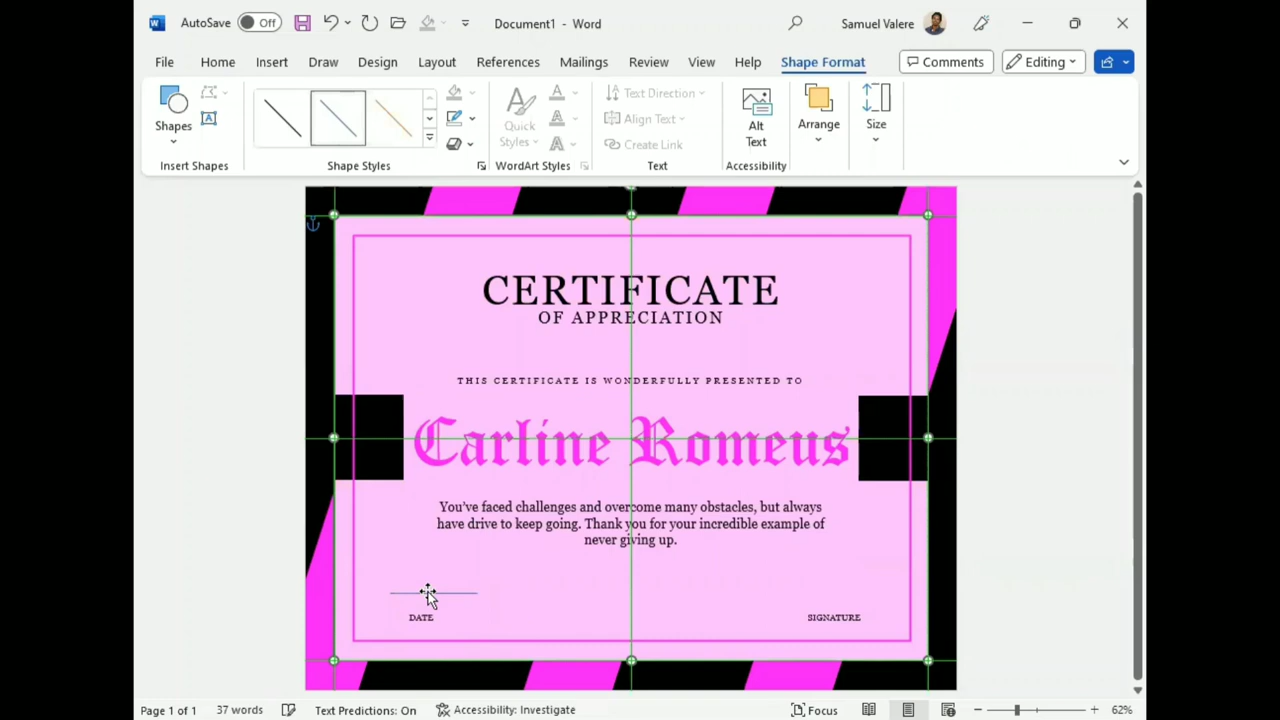 AutoSave Off Document1 - Word Samuel Valere
File Home Insert Draw Design Layout References Mailings Review View Help Shape Format Comments Editing
Shapes
Insert Shapes
Shape Styles
Quick Styles
WordArt Styles
Text Direction
Align Text
Create Link
Text
Alt Text
Accessibility
Arrange
Size
CERTIFICATE
OF APPRECIATION
THIS CERTIFICATE IS WONDERFULLY PRESENTED TO
Carline Romeus
You've faced challenges and overcome many obstacles, but always
have drive to keep going. Thank you for your incredible example of
never giving up.
DATE SIGNATURE
Page 1 of 1 37 words Text Predictions: On Accessibility: Investigate Focus 62%